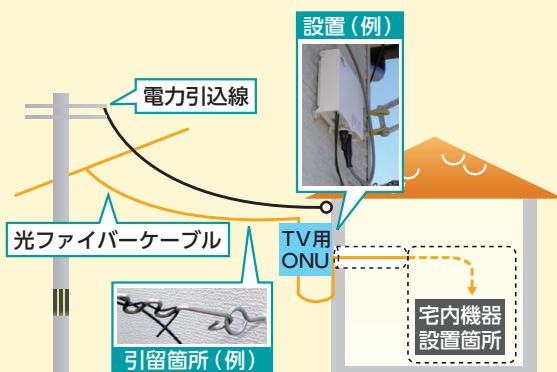 設置（例）
電力引込線
光ファイバーケーブル
TV用
ONU
宅内機器
設置箇所
引留箇所（例）